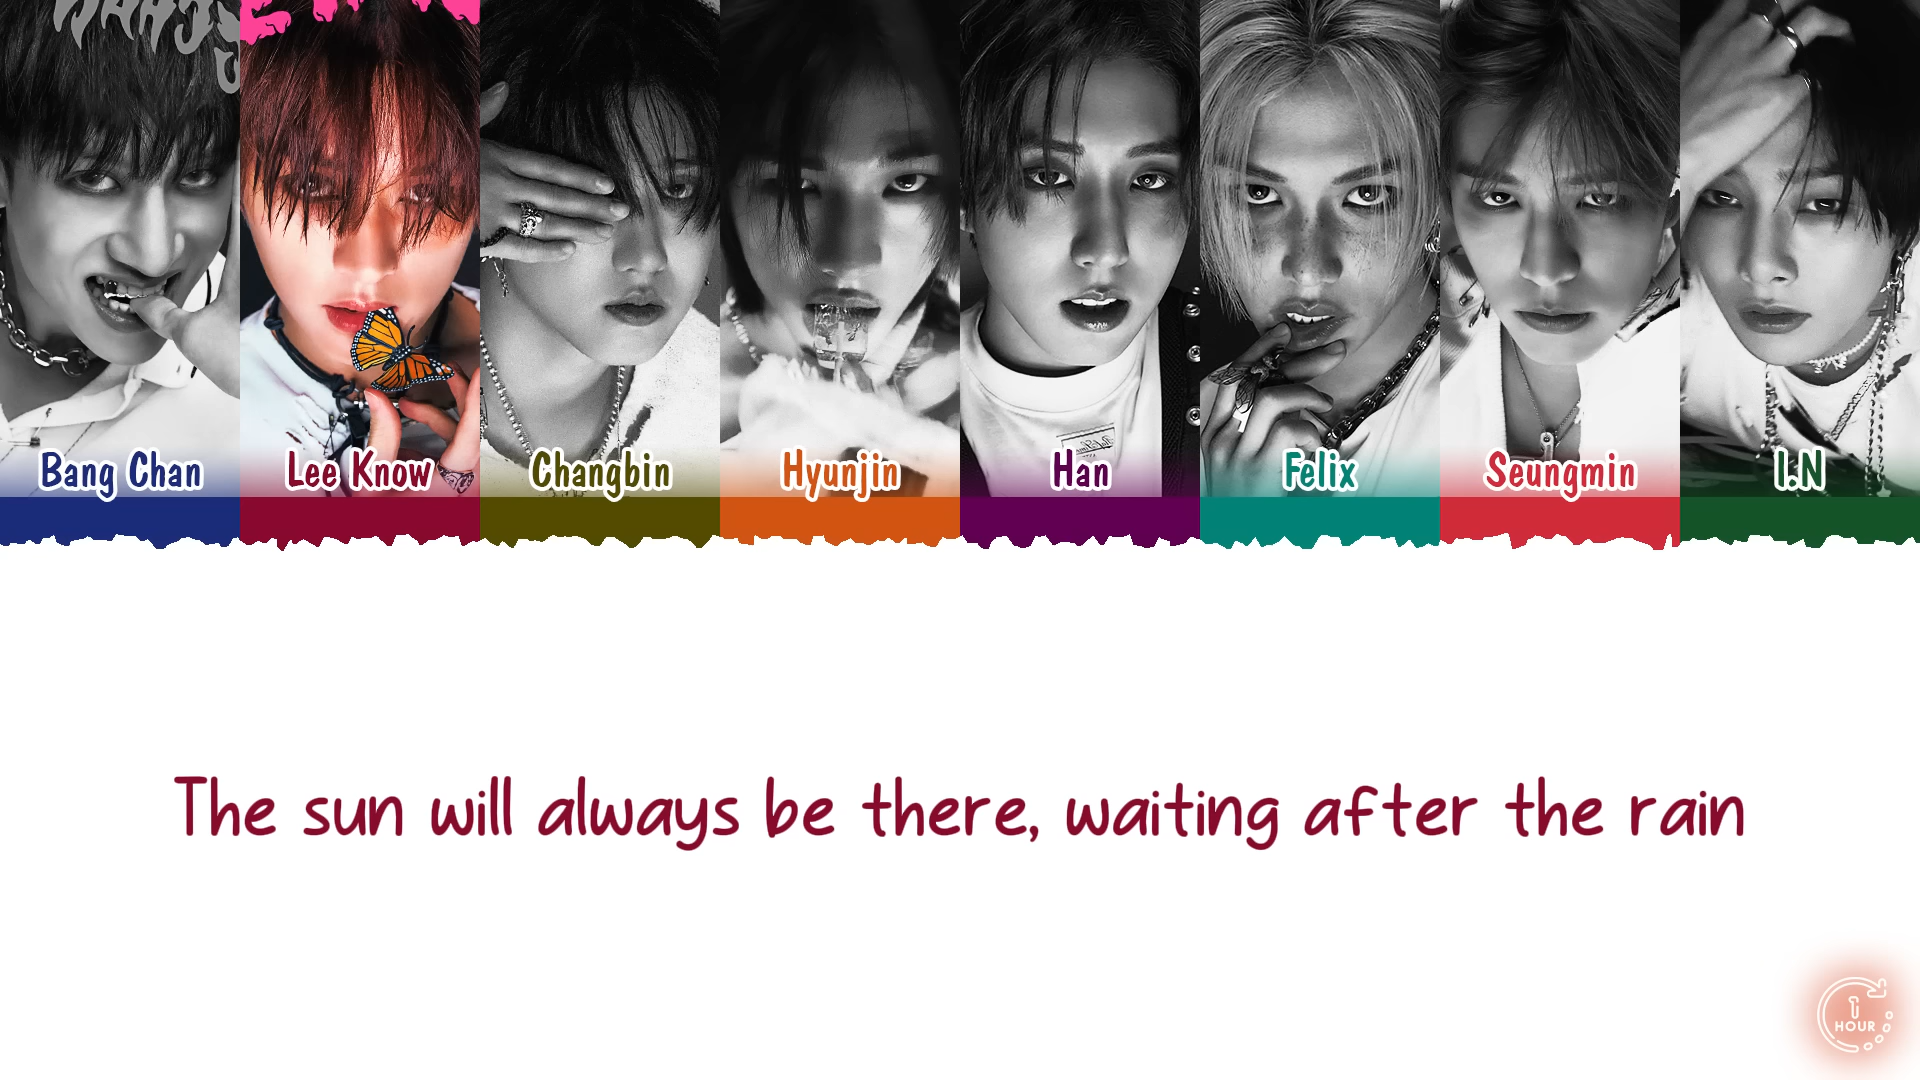 Bang Chan
Lee Know
Changbin
Hyunjin
Han
Felix
Seungmin
I.N
The sun will always be there, waiting after the rain
1
HOUR